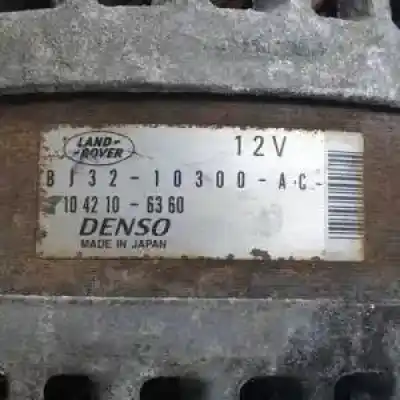 LAND-
ROVER
12V
BJ32-10300-AC-
104210-6360
DENSO
MADE IN JAPAN